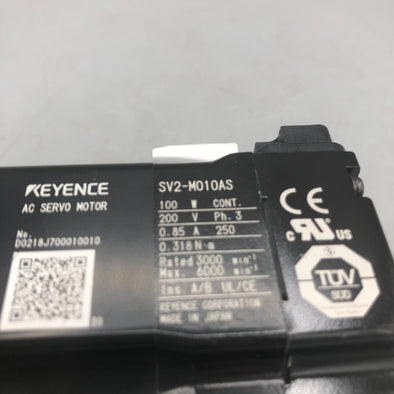 KEYENCE
AC SERVO MOTOR
No.
D0218J700010010
SV2-M010AS
100 W CONT.
200 V Ph. 3
0.85 A 250
0.318 N·m
Rated 3000 min⁻¹
Max. 6000 min⁻¹
Ins. A/B UL/CE
KEYENCE CORPORATION
MADE IN JAPAN
CE
C RU US
TÜV
SÜD